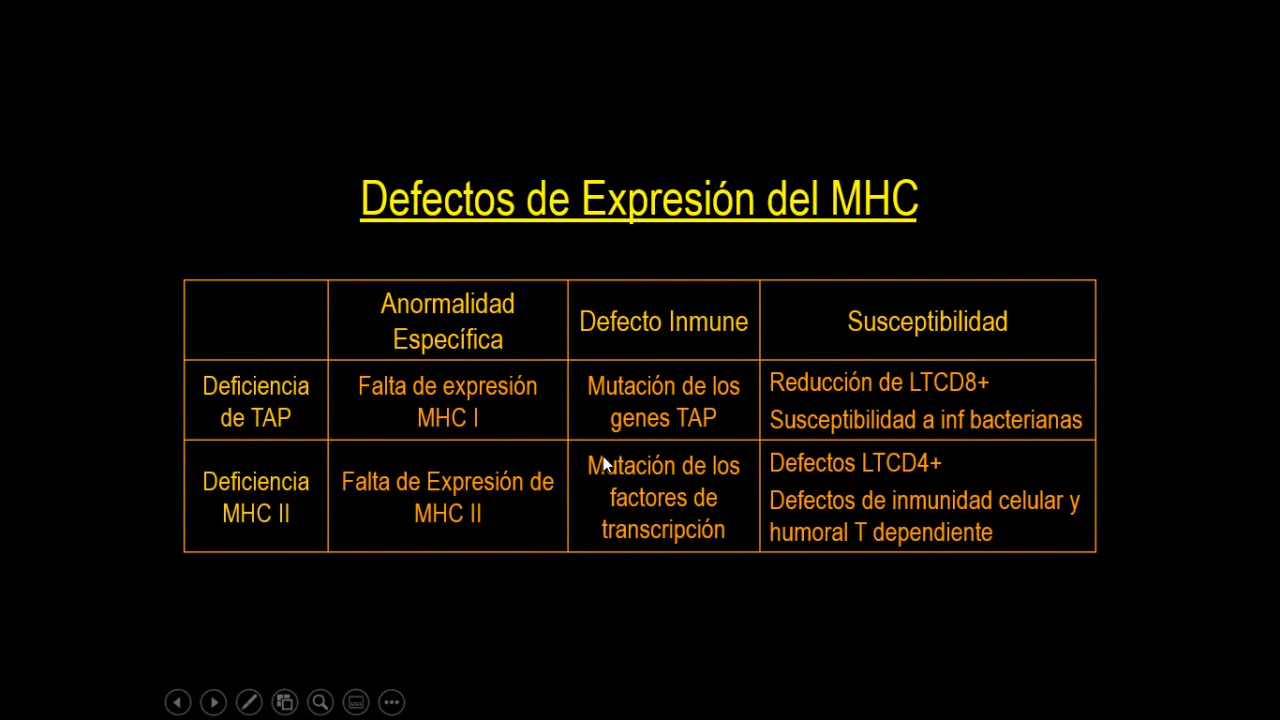 Defectos de Expresión del MHC
Anormalidad
Específica
Defecto Inmune
Susceptibilidad
Deficiencia
de TAP
Falta de expresión
MHC I
Mutación de los
genes TAP
Reducción de LTCD8+
Susceptibilidad a inf bacterianas
Deficiencia
MHC II
Falta de Expresión de
MHC II
Mutación de los
factores de
transcripción
Defectos LTCD4+
Defectos de inmunidad celular y
humoral T dependiente